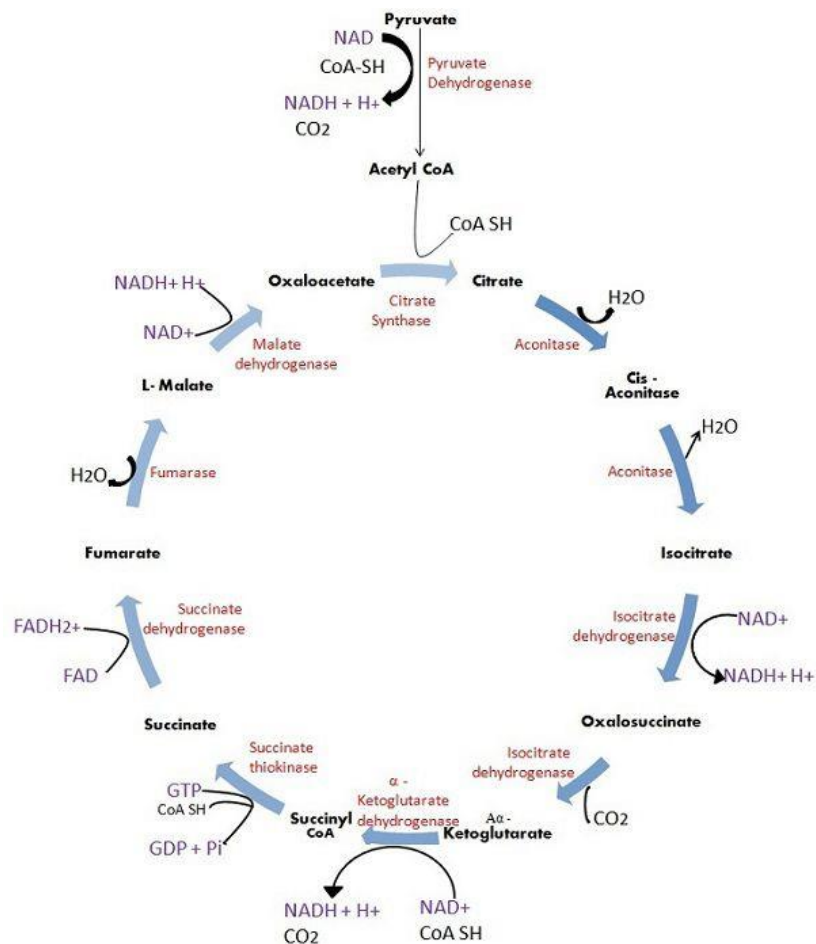 Pyruvate
NAD
CoA-SH
NADH + H+
CO2
Pyruvate
Dehydrogenase
Acetyl CoA
CoA SH
Oxaloacetate
Citrate
Citrate
Synthase
NADH+ H+
NAD+
Malate
dehydrogenase
H2O
Aconitase
L- Malate
Cis -
Aconitase
H2O
Fumarase
H2O
Aconitase
Fumarate
Isocitrate
Succinate
dehydrogenase
FADH2+
FAD
Isocitrate
dehydrogenase
NAD+
NADH+ H+
Succinate
Oxalosuccinate
Succinate
thiokinase
Isocitrate
dehydrogenase
GTP
CoA SH
GDP + Pi
α -
Ketoglutarate
dehydrogenase
CO2
Succinyl
CoA
Aα -
Ketoglutarate
NADH + H+
CO2
NAD+
CoA SH